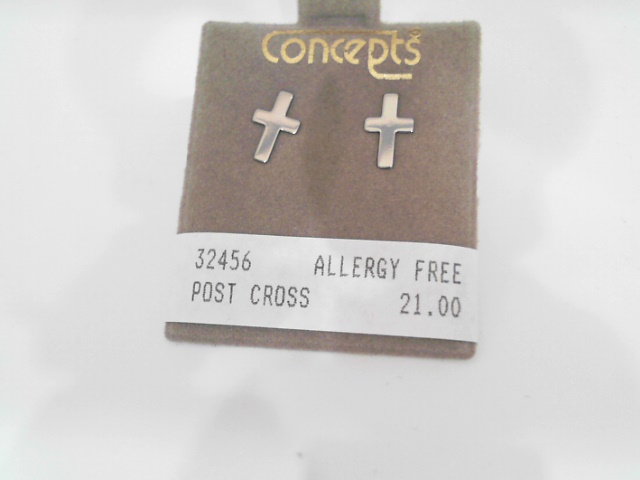 Concepts
32456 ALLERGY FREE
POST CROSS 21.00